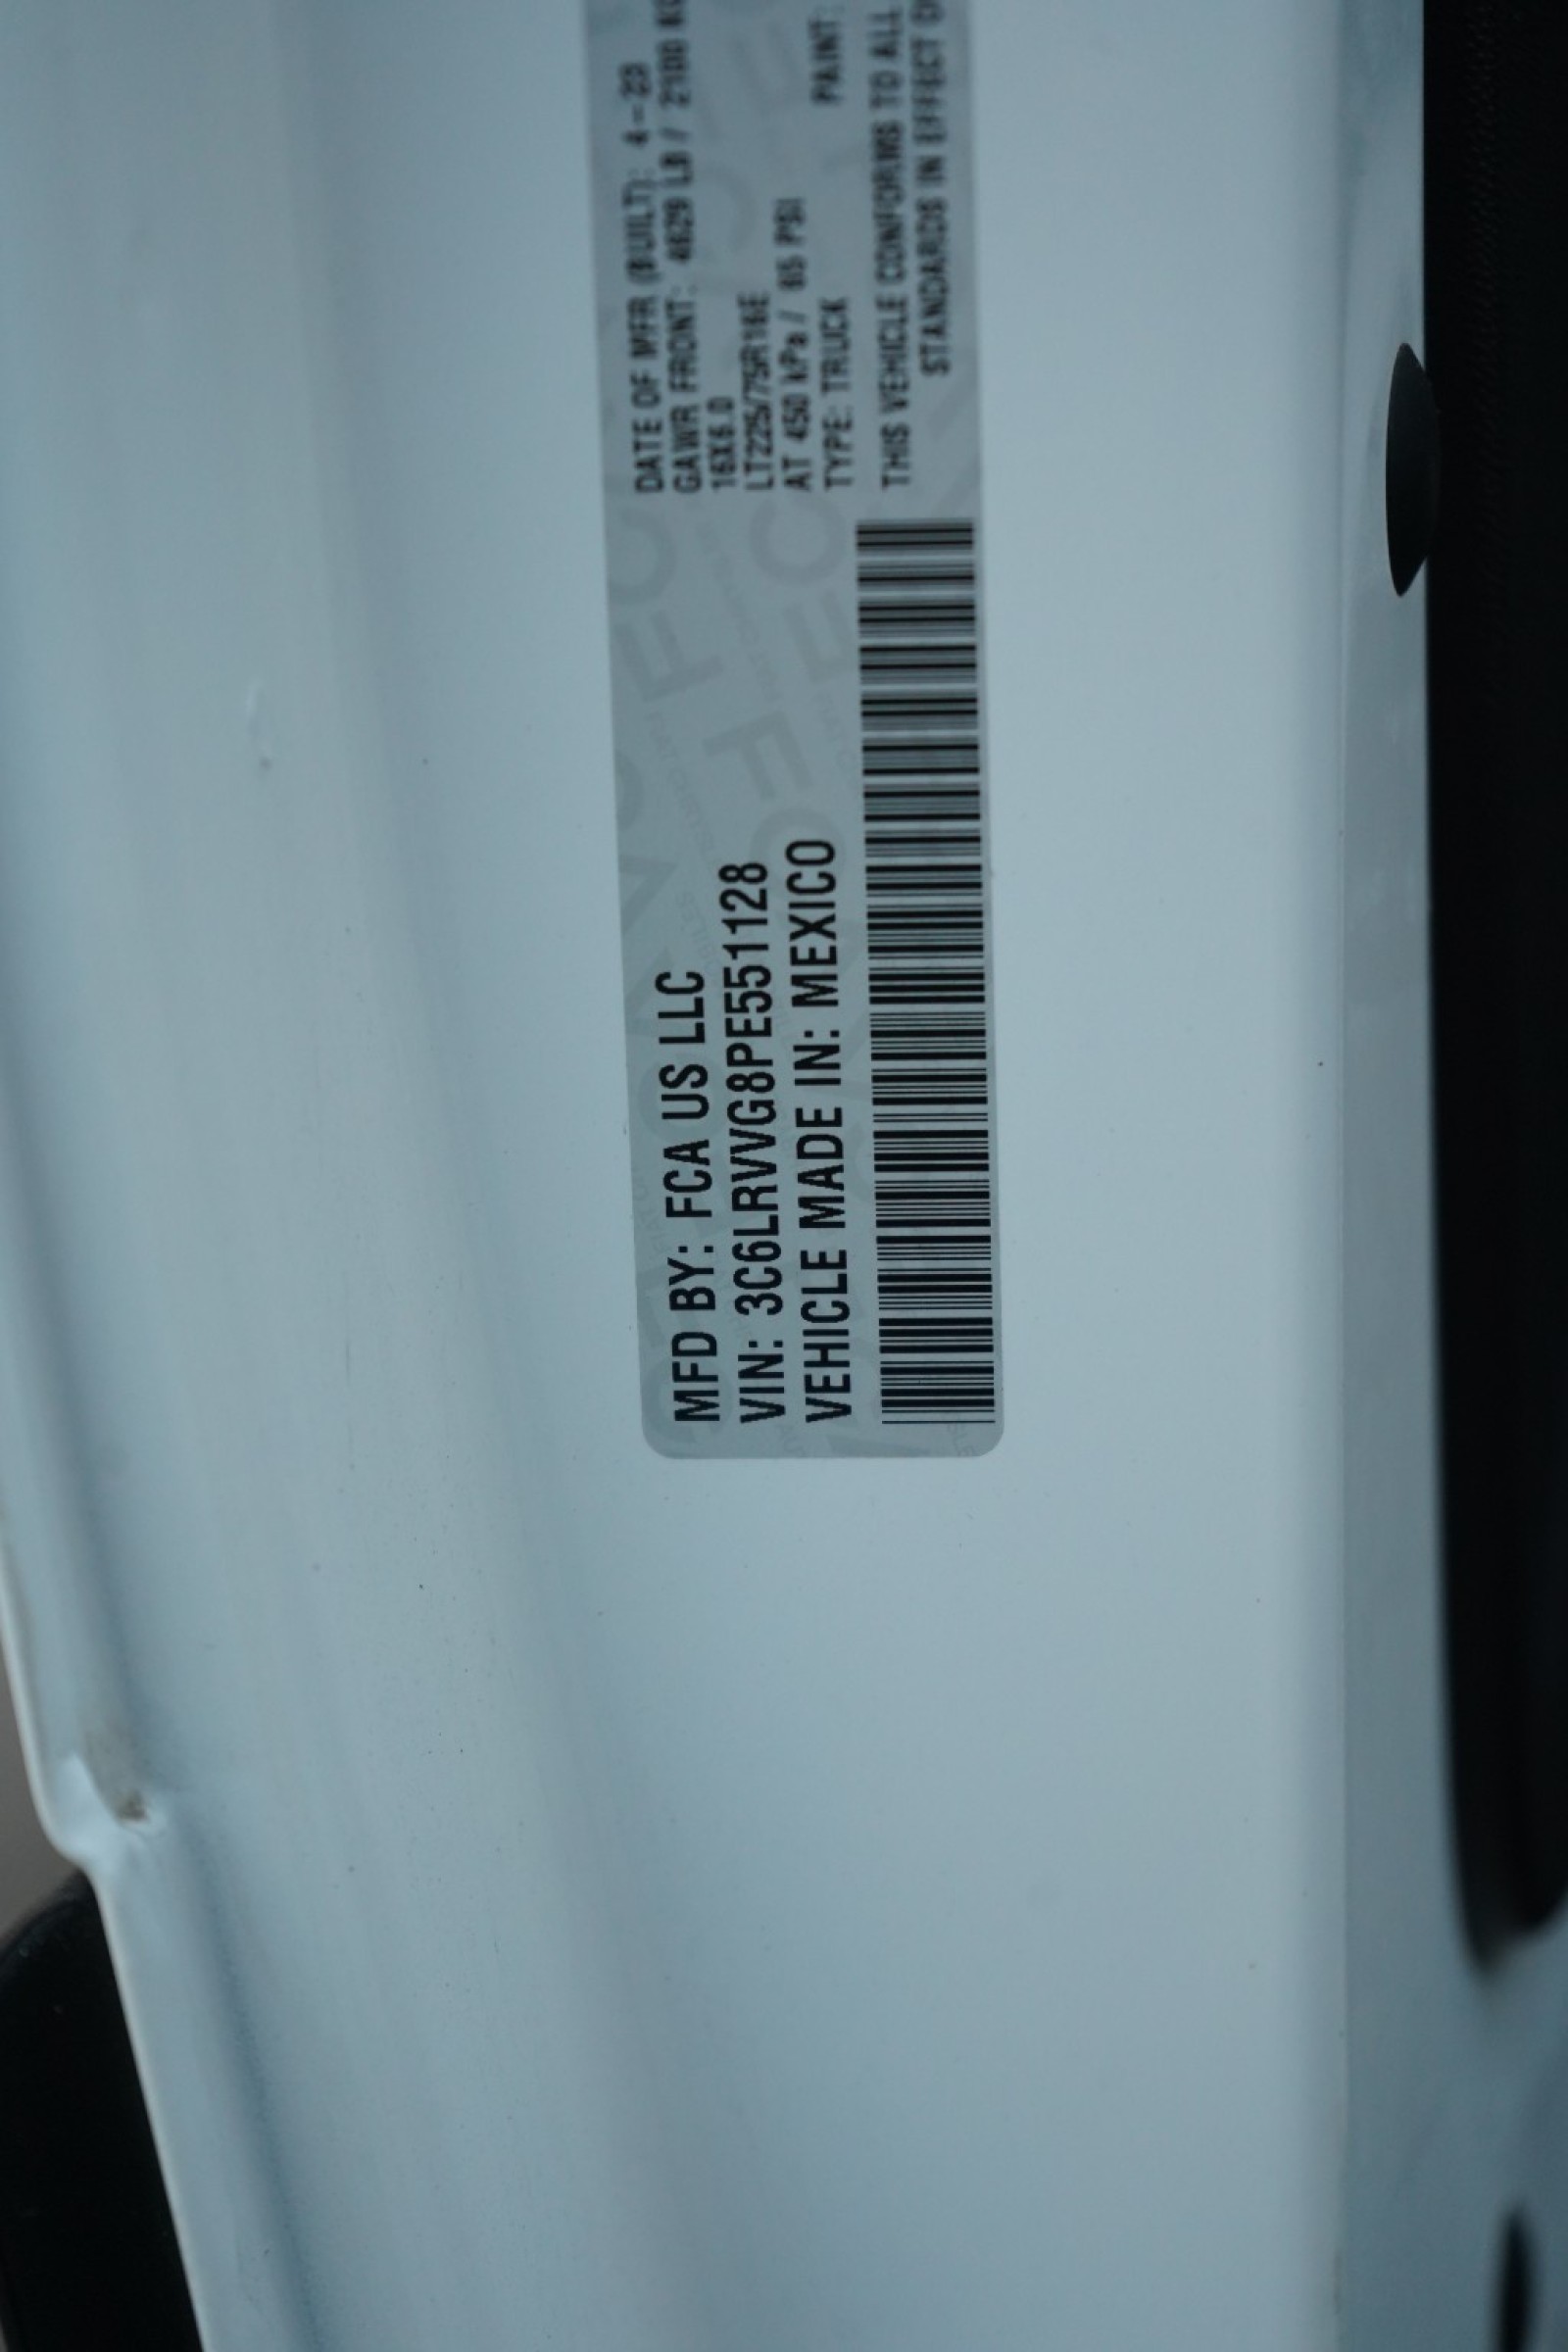 MFD BY: FCA US LLC
VIN: 3C6LRVVG8PE551128
VEHICLE MADE IN: MEXICO
DATE OF MFR (BUILT): 4-23
GAWR FRONT: 4629 LB / 2100 KG
16X6.0
LT225/75R16E
AT 450 kPa / 65 PSI
TYPE: TRUCK PAINT:
THIS VEHICLE CONFORMS TO ALL
STANDARDS IN EFFECT